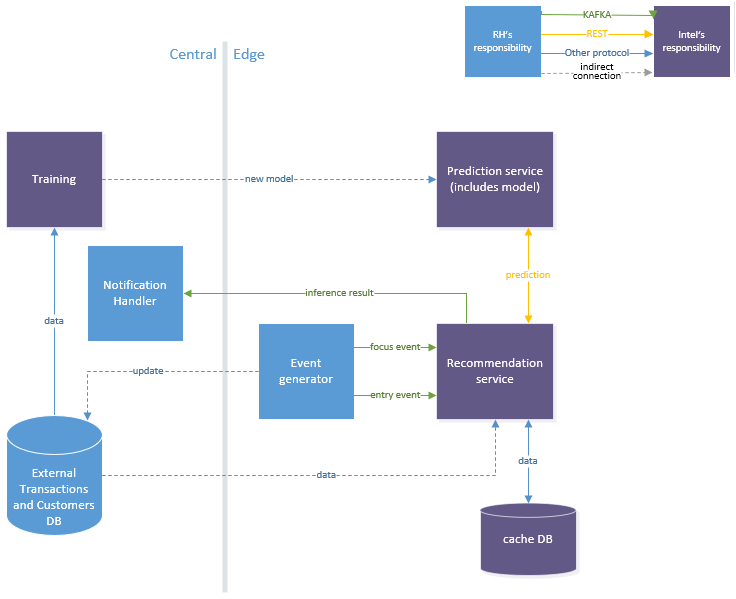 RH's
responsibility
KAFKA
REST
Other protocol
indirect
connection
Intel's
responsibility
Central
Edge
Training
new model
Prediction service
(includes model)
Notification
Handler
inference result
prediction
data
Event
generator
focus event
entry event
Recommendation
service
update
External
Transactions
and Customers
DB
data
data
cache DB